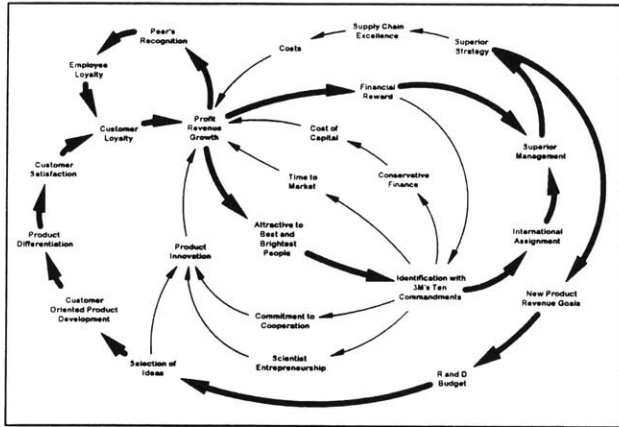 Peer's
Recognition
Supply Chain
Excellence
Superior
Strategy
Costs
Employee
Loyalty
Financial
Reward
Customer
Loyalty
Profit
Revenue
Growth
Cost of
Capital
Superior
Management
Customer
Satisfaction
Time to
Market
Conservative
Finance
Product
Differentiation
Product
Innovation
Attractive to
Best and
Brightest
People
International
Assignment
Identification with
3M's Ten
Commandments
New Product
Revenue Goals
Customer
Oriented Product
Development
Commitment to
Cooperation
Selection of
Ideas
Scientist
Entrepreneurship
R and D
Budget